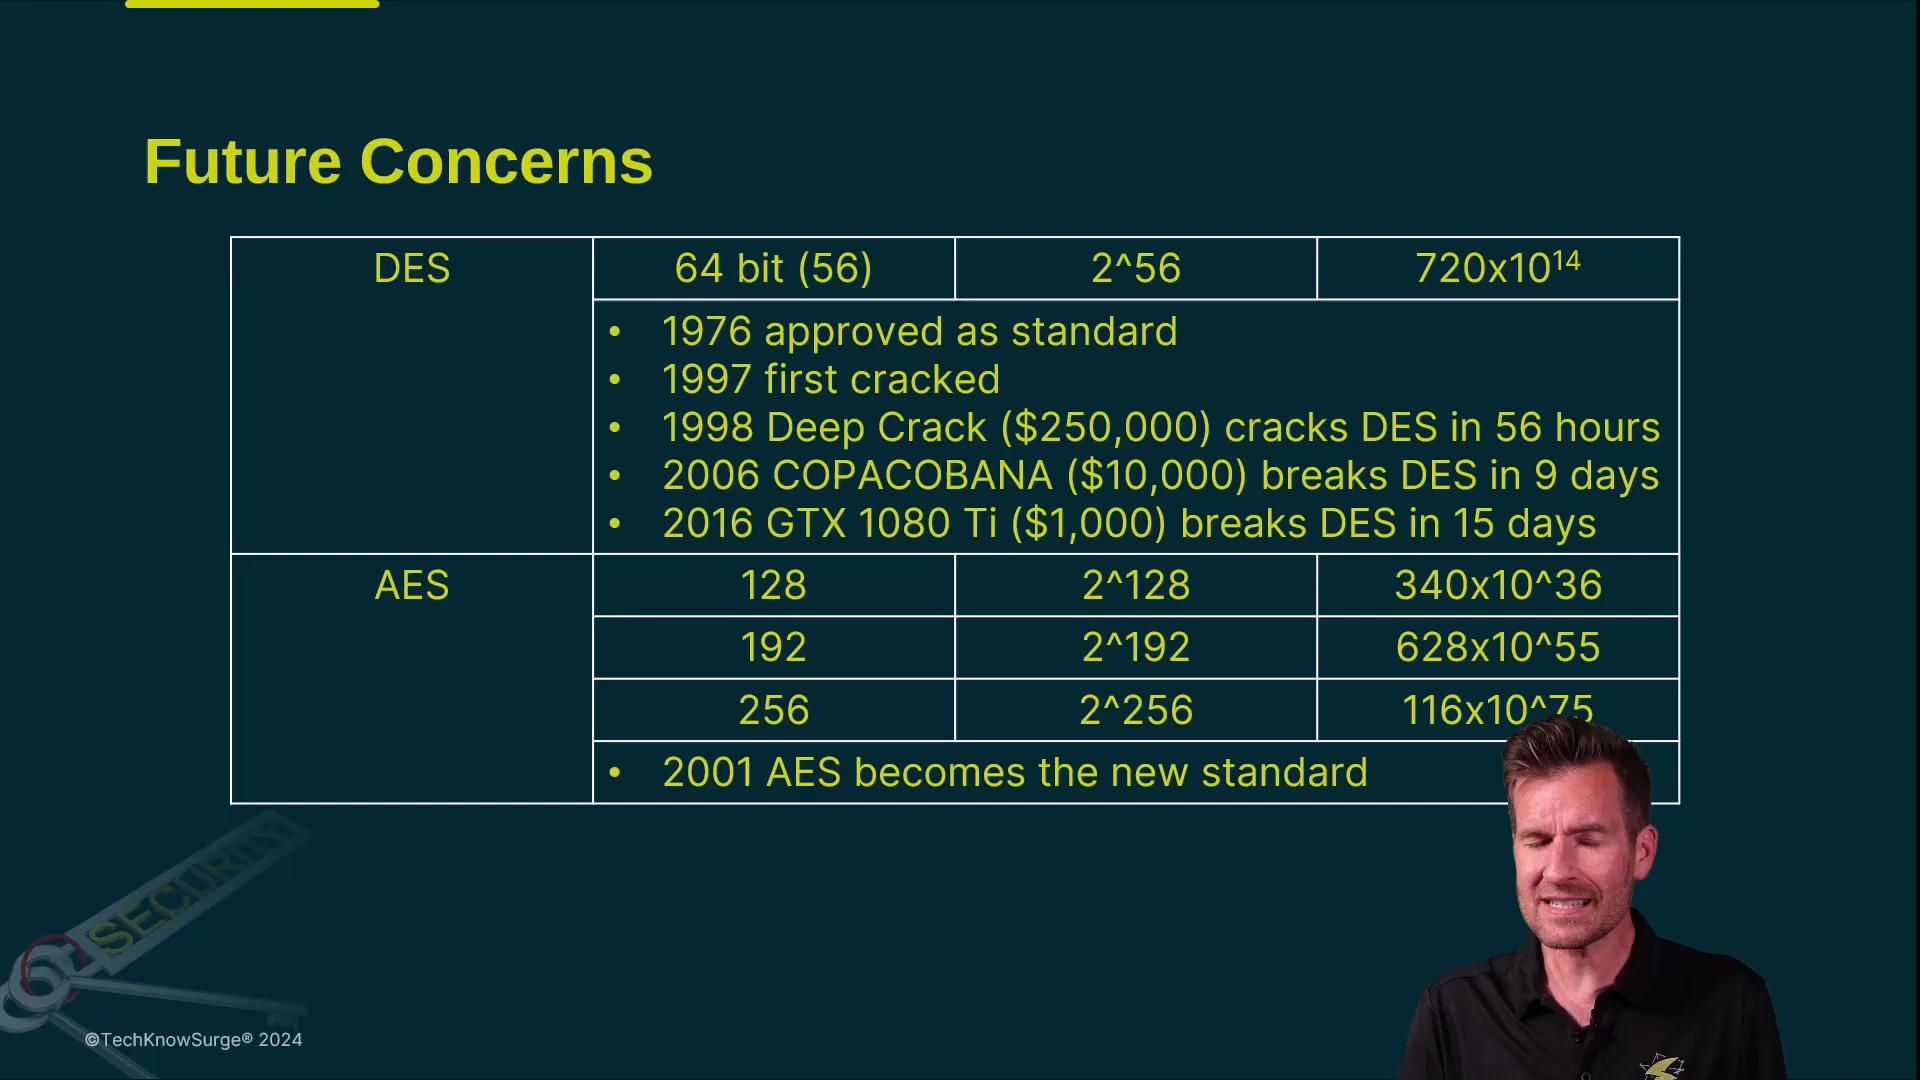 Future Concerns
DES
64 bit (56)
2^56
720x10¹⁴
• 1976 approved as standard
• 1997 first cracked
• 1998 Deep Crack ($250,000) cracks DES in 56 hours
• 2006 COPACOBANA ($10,000) breaks DES in 9 days
• 2016 GTX 1080 Ti ($1,000) breaks DES in 15 days
AES
128
2^128
340x10^36
192
2^192
628x10^55
256
2^256
116x10^75
• 2001 AES becomes the new standard
SECURITY
©TechKnowSurge® 2024